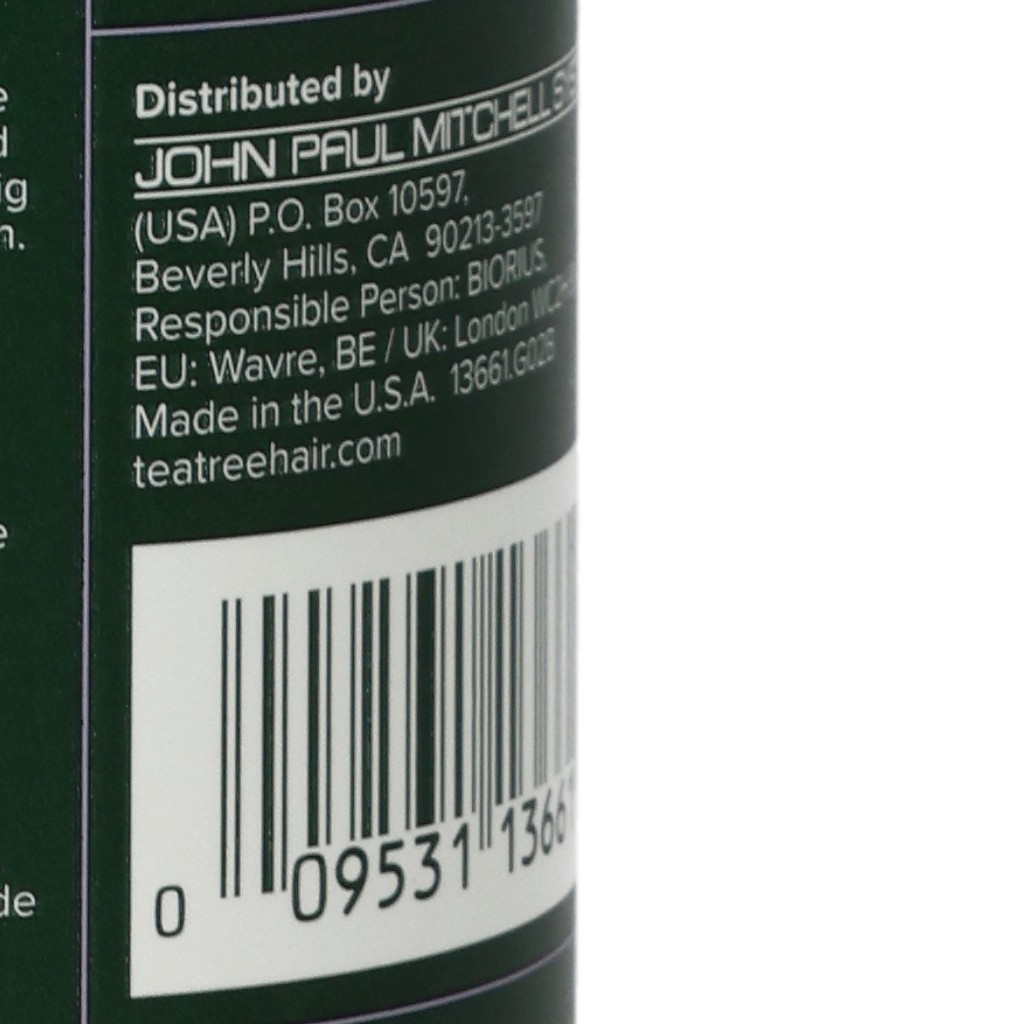 Distributed by
JOHN PAUL MITCHELL
(USA) P.O. Box 10597,
Beverly Hills, CA 90213-3597
Responsible Person: BIORIUS,
EU: Wavre, BE / UK: London
Made in the U.S.A. 13661.G02B
teatreehair.com
0 09531 1366